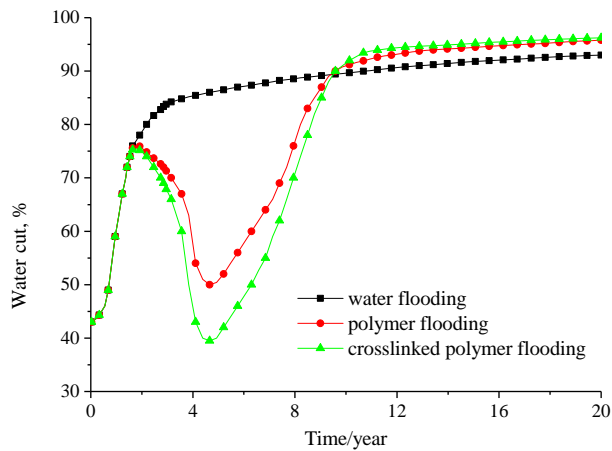 100
90
80
70
60
50
40
30
Water cut, %
water flooding
polymer flooding
crosslinked polymer flooding
0 4 8 12 16 20
Time/year